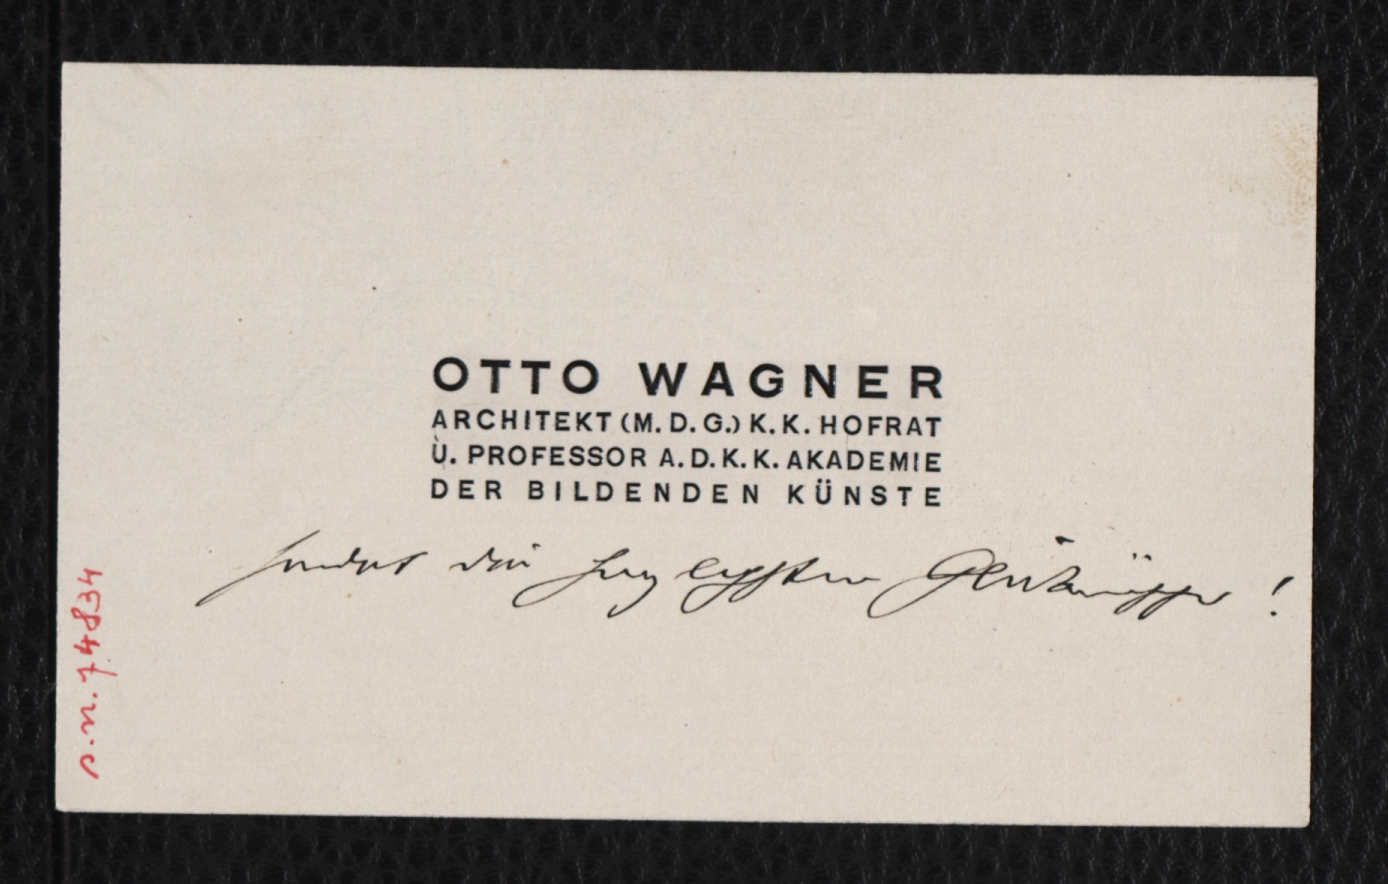 OTTO WAGNER
ARCHITEKT (M. D. G.) K. K. HOFRAT
U. PROFESSOR A. D. K. K. AKADEMIE
DER BILDENDEN KÜNSTE
sendet die herzlichsten Glückwünsche !
c. n. 74834